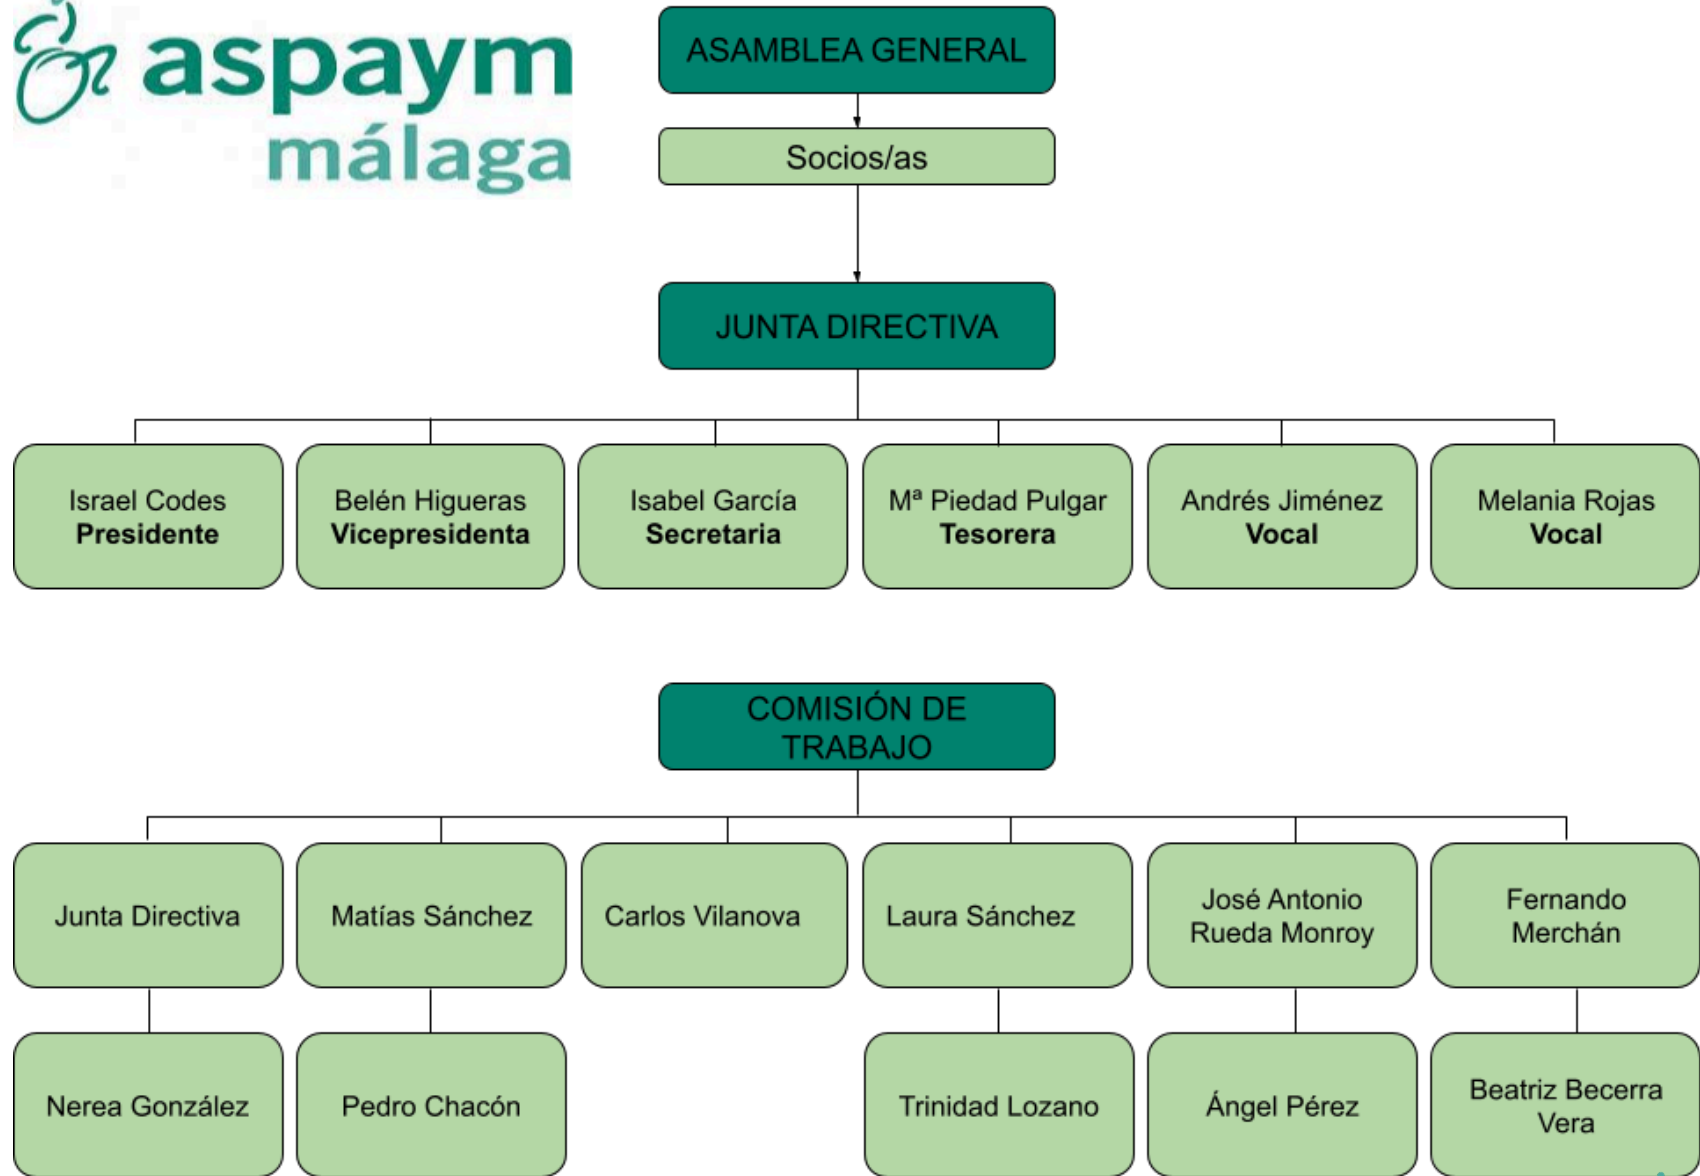 aspaym
málaga
ASAMBLEA GENERAL
Socios/as
JUNTA DIRECTIVA
Israel Codes
Presidente
Belén Higueras
Vicepresidenta
Isabel García
Secretaria
Mª Piedad Pulgar
Tesorera
Andrés Jiménez
Vocal
Melania Rojas
Vocal
COMISIÓN DE
TRABAJO
Junta Directiva
Matías Sánchez
Carlos Vilanova
Laura Sánchez
José Antonio
Rueda Monroy
Fernando
Merchán
Nerea González
Pedro Chacón
Trinidad Lozano
Ángel Pérez
Beatriz Becerra
Vera